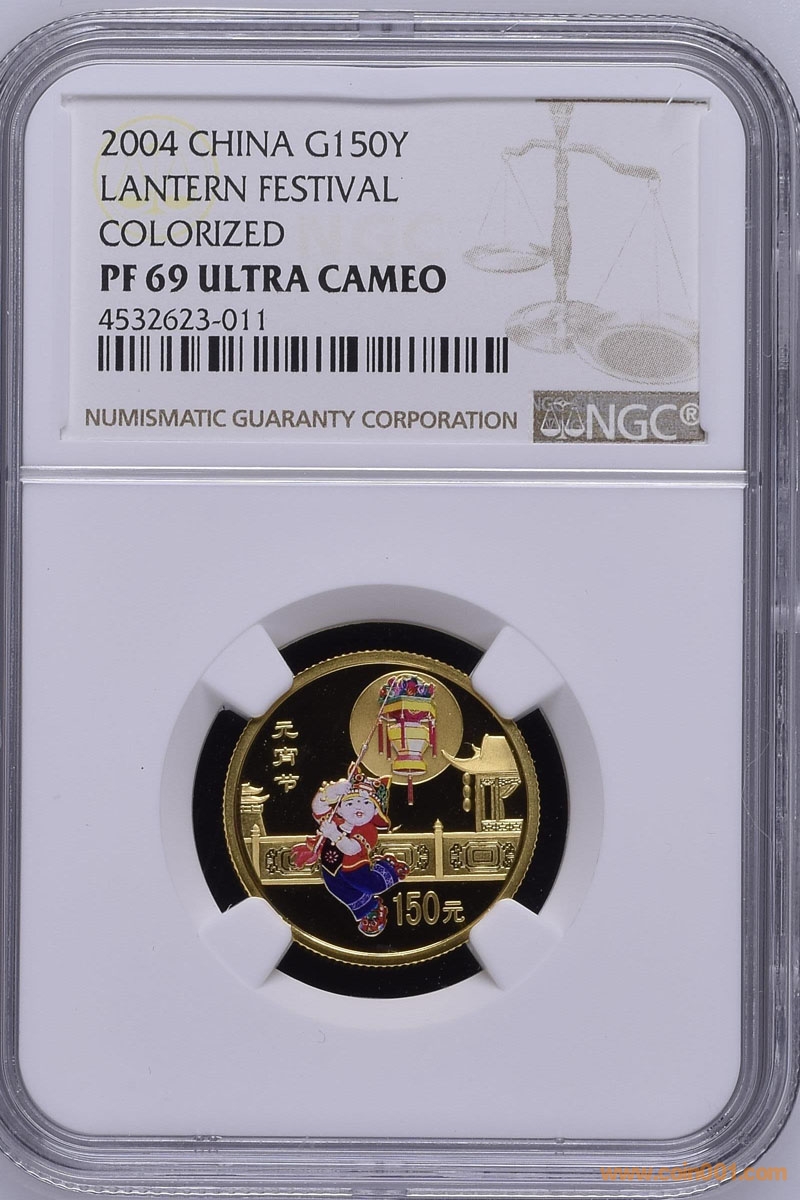 2004 CHINA G150Y
LANTERN FESTIVAL
COLORIZED
PF 69 ULTRA CAMEO
4532623-011
NUMISMATIC GUARANTY CORPORATION
NGC®
元宵节
150元
www.coin001.com